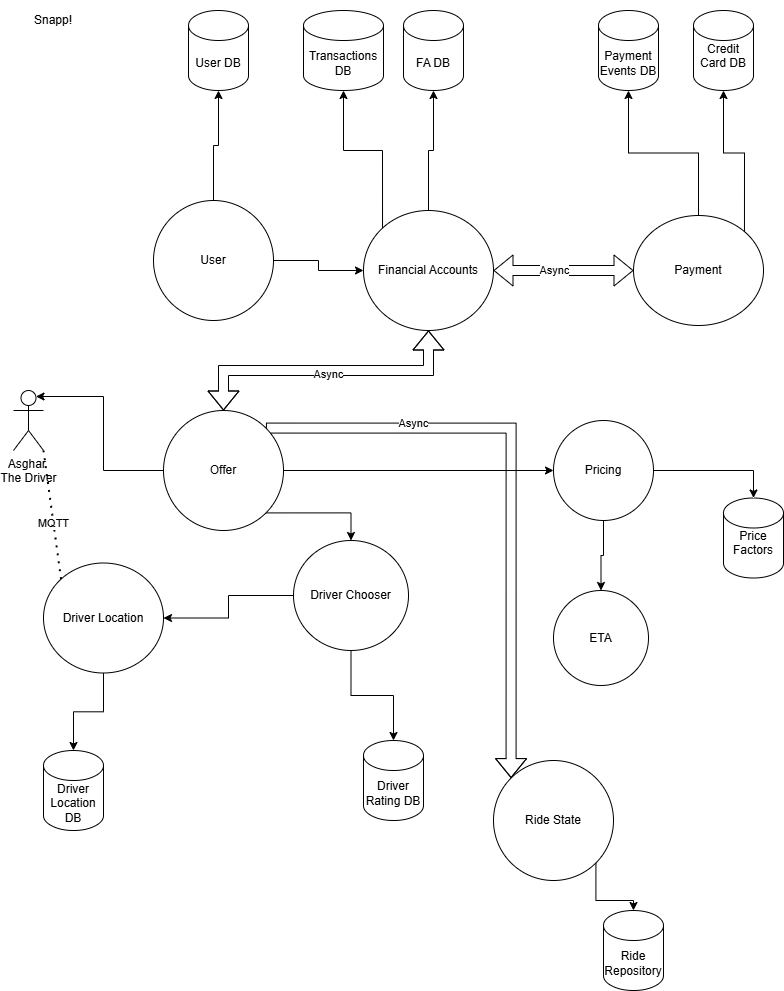 Snapp!
User DB
Transactions
DB
FA DB
Payment
Events DB
Credit
Card DB
User
Financial Accounts
Async
Payment
Async
Asghar,
The Driver
Offer
Async
Pricing
Price
Factors
MQTT
Driver Location
Driver Chooser
ETA
Driver
Location
DB
Driver
Rating DB
Ride State
Ride
Repository